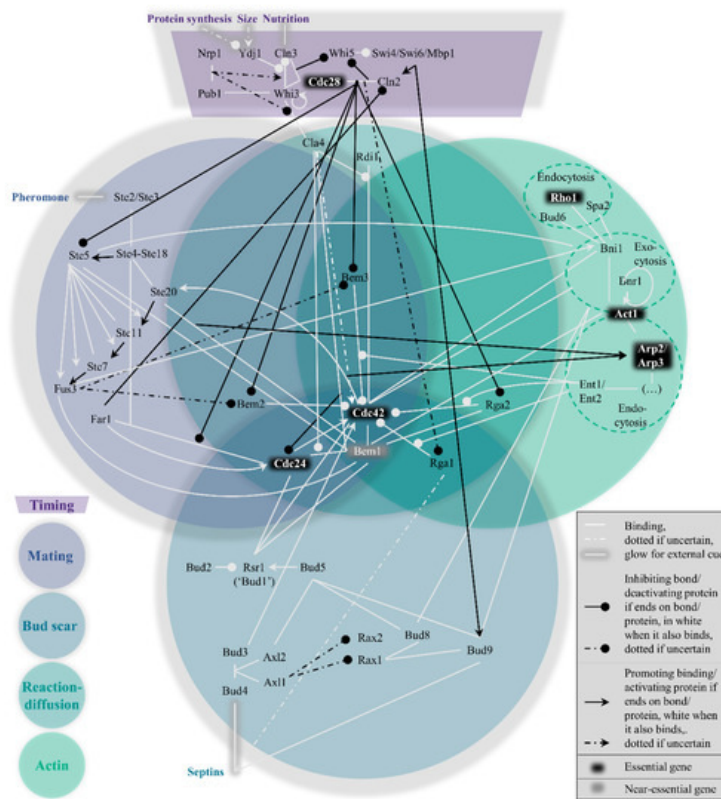 Protein synthesis Size Nutrition
Nrp1 Ydj1 Cln3 Whi5 Swi4/Swi6/Mbp1
Cdc28 Cln2
Pub1 Whi3
Cla4
Rdi1
Pheromone Ste2/Ste3
Ste5 Ste4-Ste18
Ste20
Ste11
Ste7
Fus3
Far1
Bem3
Bem2
Cdc42
Cdc24 Bem1
Rga2
Rga1
Endocytosis
Rho1
Spa2
Bud6
Bni1
Exo-
cytosis
Bnr1
Act1
Arp2/
Arp3
Ent1/
Ent2
(...)
Endo-
cytosis
Bud2 Rsr1 Bud5
('Bud1')
Bud3 Axl2 Rax2 Bud8
Rax1 Bud9
Axl1
Bud4
Septins
Timing
Mating
Bud scar
Reaction-
diffusion
Actin
Binding,
dotted if uncertain,
glow for external cue
Inhibiting bond/
deactivating protein
if ends on bond/
protein, in white
when it also binds,
dotted if uncertain
Promoting binding/
activating protein if
ends on bond/
protein, white when
it also binds,.
dotted if uncertain
Essential gene
Near-essential gene